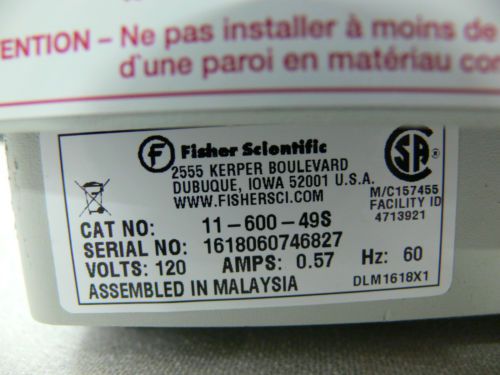 TENTION – Ne pas installer à moins de
d'une paroi en matériau com
Fisher Scientific
2555 KERPER BOULEVARD
DUBUQUE, IOWA 52001 U.S.A.
WWW.FISHERSCI.COM
M/C157455
FACILITY ID
4713921
CAT NO: 11-600-49S
SERIAL NO: 1618060746827
VOLTS: 120 AMPS: 0.57 Hz: 60
ASSEMBLED IN MALAYSIA DLM1618X1